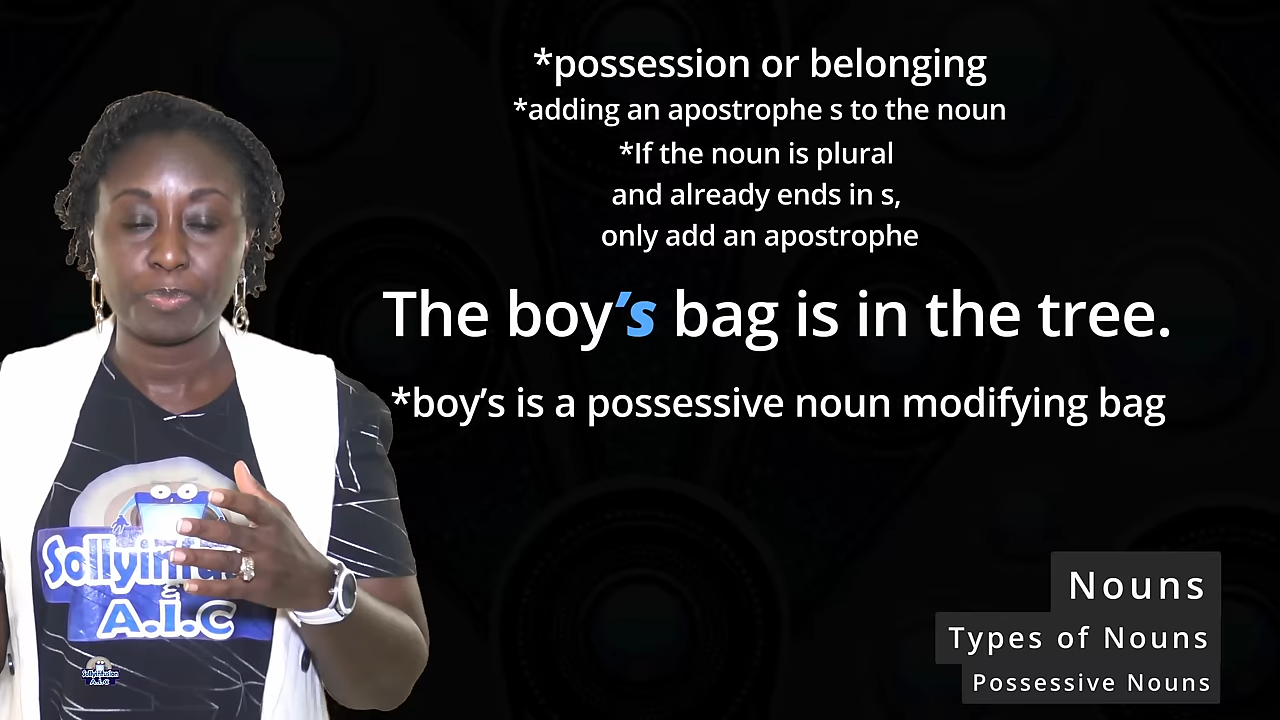 *possession or belonging
*adding an apostrophe s to the noun
*If the noun is plural
and already ends in s,
only add an apostrophe
The boy’s bag is in the tree.
*boy’s is a possessive noun modifying bag
&
A.I.C
Nouns
Types of Nouns
Possessive Nouns